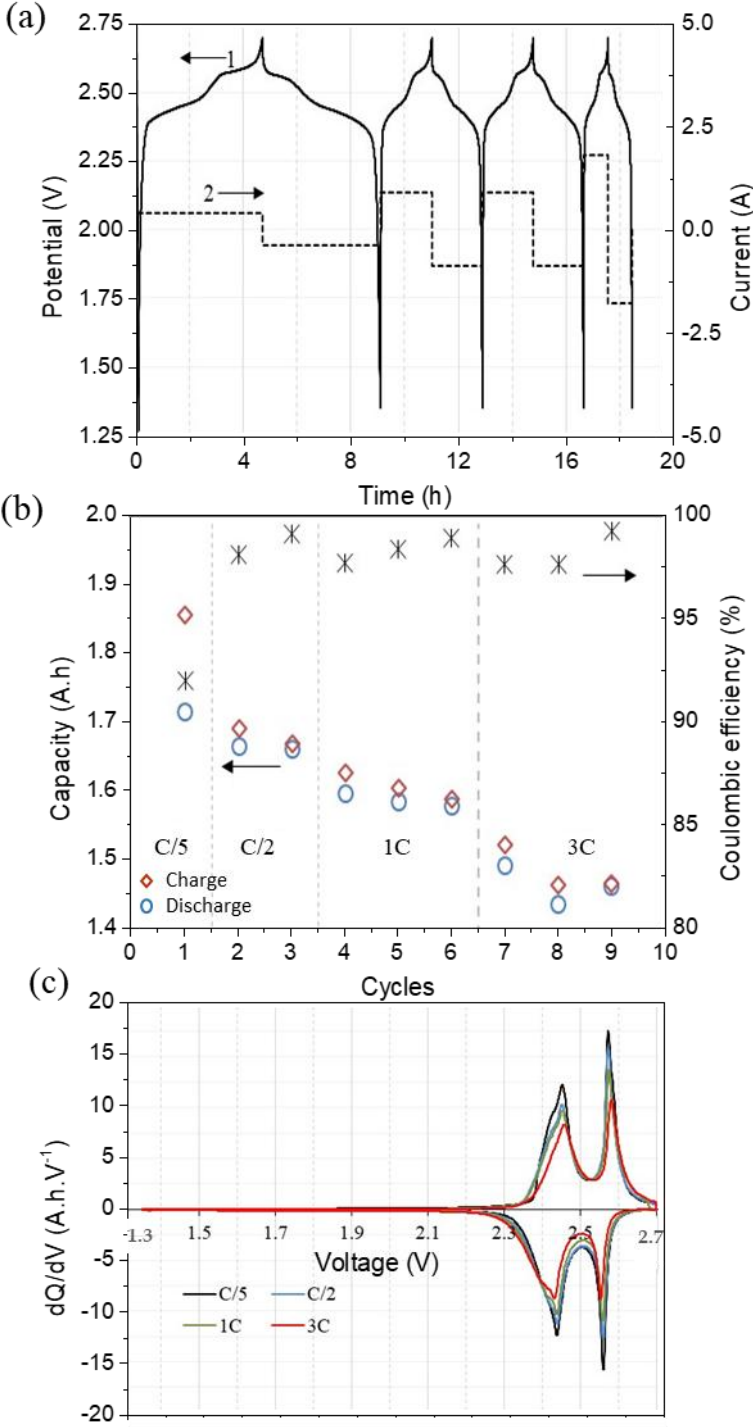 (a)
2.75
2.50
2.25
2.00
1.75
1.50
1.25
Potential (V)
1
2
5.0
2.5
0.0
-2.5
-5.0
Current (A)
0 4 8 12 16 20
Time (h)
(b)
2.0
1.9
1.8
1.7
1.6
1.5
1.4
Capacity (A.h)
100
95
90
85
80
Coulombic efficiency (%)
C/5 C/2 1C 3C
Charge
Discharge
0 1 2 3 4 5 6 7 8 9 10
Cycles
(c)
20
15
10
5
0
-5
-10
-15
-20
dQ/dV (A.h.V-1)
-1.3 1.5 1.7 1.9 2.1 2.3 2.5 2.7
Voltage (V)
C/5 C/2
1C 3C